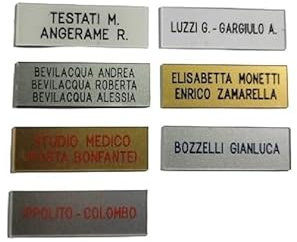 TESTATI M.
ANGERAME R.
LUZZI G. - GARGIULO A.
BEVILACQUA ANDREA
BEVILACQUA ROBERTA
BEVILACQUA ALESSIA
ELISABETTA MONETTI
ENRICO ZAMARELLA
STUDIO MEDICO
(PORTA BONFANTE)
BOZZELLI GIANLUCA
IPPOLITO - COLOMBO